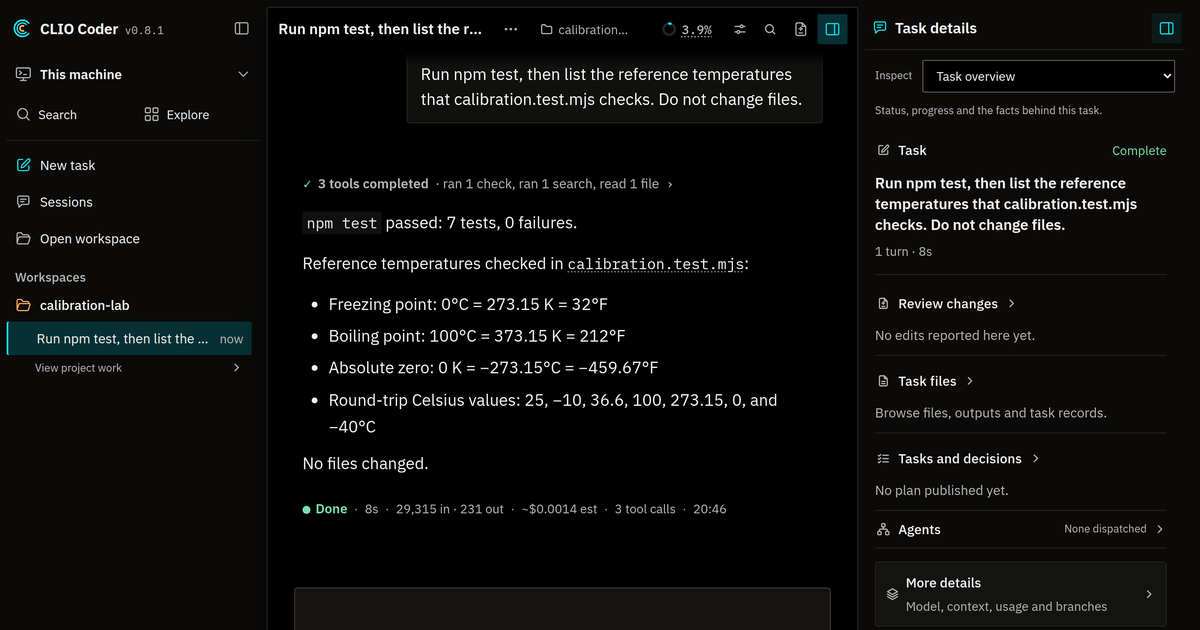 CLIO Coder v0.8.1
This machine
Search
Explore
New task
Sessions
Open workspace
Workspaces
calibration-lab
Run npm test, then list the ... now
View project work
Run npm test, then list the r...
calibration...
3.9%
Run npm test, then list the reference temperatures
that calibration.test.mjs checks. Do not change files.
✓ 3 tools completed · ran 1 check, ran 1 search, read 1 file
npm test passed: 7 tests, 0 failures.
Reference temperatures checked in calibration.test.mjs:
• Freezing point: 0°C = 273.15 K = 32°F
• Boiling point: 100°C = 373.15 K = 212°F
• Absolute zero: 0 K = −273.15°C = −459.67°F
• Round-trip Celsius values: 25, −10, 36.6, 100, 273.15, 0, and
−40°C
No files changed.
Done · 8s · 29,315 in · 231 out · ~$0.0014 est · 3 tool calls · 20:46
Task details
Inspect
Task overview
Status, progress and the facts behind this task.
Task
Complete
Run npm test, then list the reference
temperatures that calibration.test.mjs
checks. Do not change files.
1 turn · 8s
Review changes
No edits reported here yet.
Task files
Browse files, outputs and task records.
Tasks and decisions
No plan published yet.
Agents
None dispatched
More details
Model, context, usage and branches